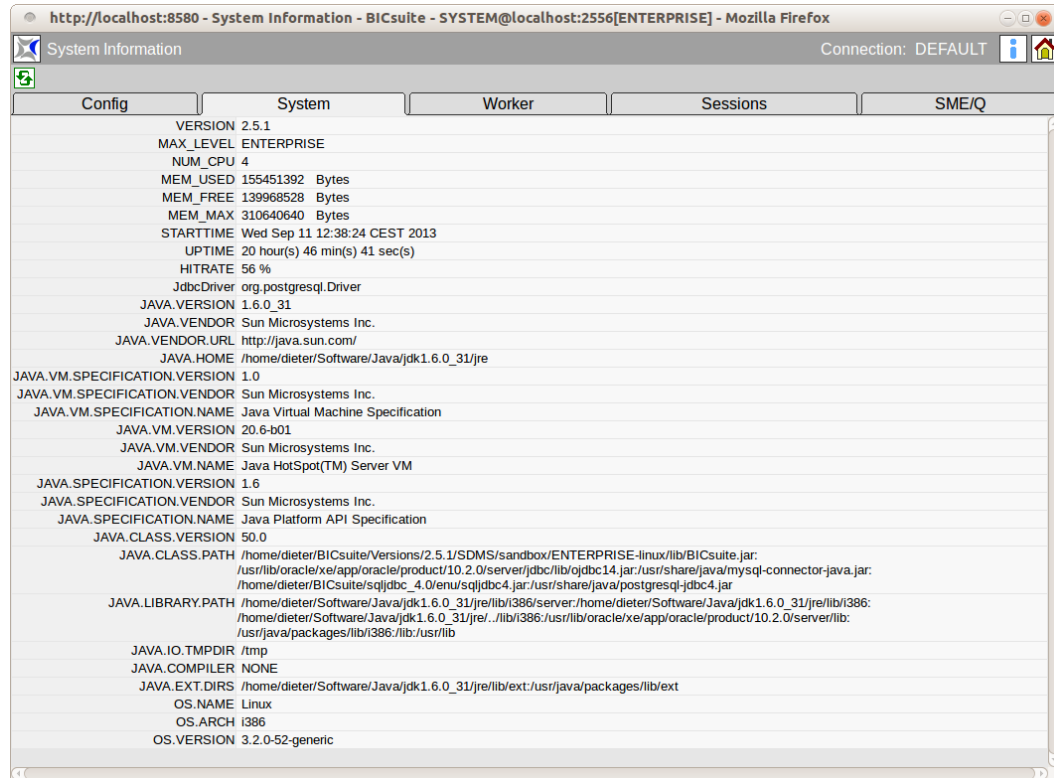 http://localhost:8580 - System Information - BICsuite - SYSTEM@localhost:2556[ENTERPRISE] - Mozilla Firefox
System Information Connection: DEFAULT
Config System Worker Sessions SME/Q
VERSION 2.5.1
MAX_LEVEL ENTERPRISE
NUM_CPU 4
MEM_USED 155451392 Bytes
MEM_FREE 139968528 Bytes
MEM_MAX 310640640 Bytes
STARTTIME Wed Sep 11 12:38:24 CEST 2013
UPTIME 20 hour(s) 46 min(s) 41 sec(s)
HITRATE 56 %
JdbcDriver org.postgresql.Driver
JAVA.VERSION 1.6.0_31
JAVA.VENDOR Sun Microsystems Inc.
JAVA.VENDOR.URL http://java.sun.com/
JAVA.HOME /home/dieter/Software/Java/jdk1.6.0_31/jre
JAVA.VM.SPECIFICATION.VERSION 1.0
JAVA.VM.SPECIFICATION.VENDOR Sun Microsystems Inc.
JAVA.VM.SPECIFICATION.NAME Java Virtual Machine Specification
JAVA.VM.VERSION 20.6-b01
JAVA.VM.VENDOR Sun Microsystems Inc.
JAVA.VM.NAME Java HotSpot(TM) Server VM
JAVA.SPECIFICATION.VERSION 1.6
JAVA.SPECIFICATION.VENDOR Sun Microsystems Inc.
JAVA.SPECIFICATION.NAME Java Platform API Specification
JAVA.CLASS.VERSION 50.0
JAVA.CLASS.PATH /home/dieter/BICsuite/Versions/2.5.1/SDMS/sandbox/ENTERPRISE-linux/lib/BICsuite.jar:
/usr/lib/oracle/xe/app/oracle/product/10.2.0/server/jdbc/lib/ojdbc14.jar:/usr/share/java/mysql-connector-java.jar:
/home/dieter/BICsuite/sqljdbc_4.0/enu/sqljdbc4.jar:/usr/share/java/postgresql-jdbc4.jar
JAVA.LIBRARY.PATH /home/dieter/Software/Java/jdk1.6.0_31/jre/lib/i386/server:/home/dieter/Software/Java/jdk1.6.0_31/jre/lib/i386:
/home/dieter/Software/Java/jdk1.6.0_31/jre/../lib/i386:/usr/lib/oracle/xe/app/oracle/product/10.2.0/server/lib:
/usr/java/packages/lib/i386:/lib:/usr/lib
JAVA.IO.TMPDIR /tmp
JAVA.COMPILER NONE
JAVA.EXT.DIRS /home/dieter/Software/Java/jdk1.6.0_31/jre/lib/ext:/usr/java/packages/lib/ext
OS.NAME Linux
OS.ARCH i386
OS.VERSION 3.2.0-52-generic